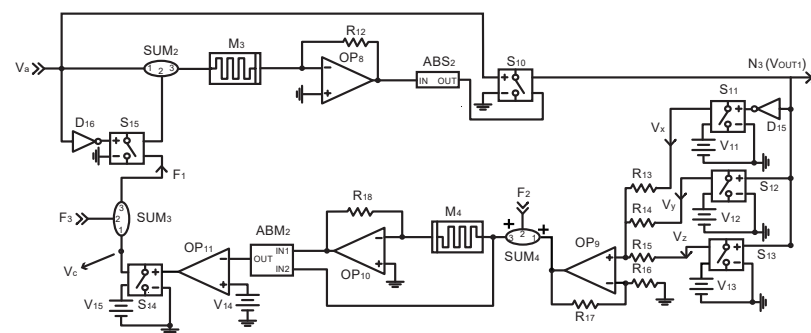 Va
SUM2
1 2 3
M3
R12
OP8
ABS2
IN OUT
S10
N3 (VOUT1)
S11
D15
Vx
V11
D16
S15
F1
R13
S12
Vy
V12
R14
F3
3
2
1
SUM3
R18
M4
F2
3 2 1
SUM4
OP9
R15
Vz
S13
R16
V13
R17
ABM2
OUT
IN1
IN2
OP10
OP11
Vc
S14
V15
V14